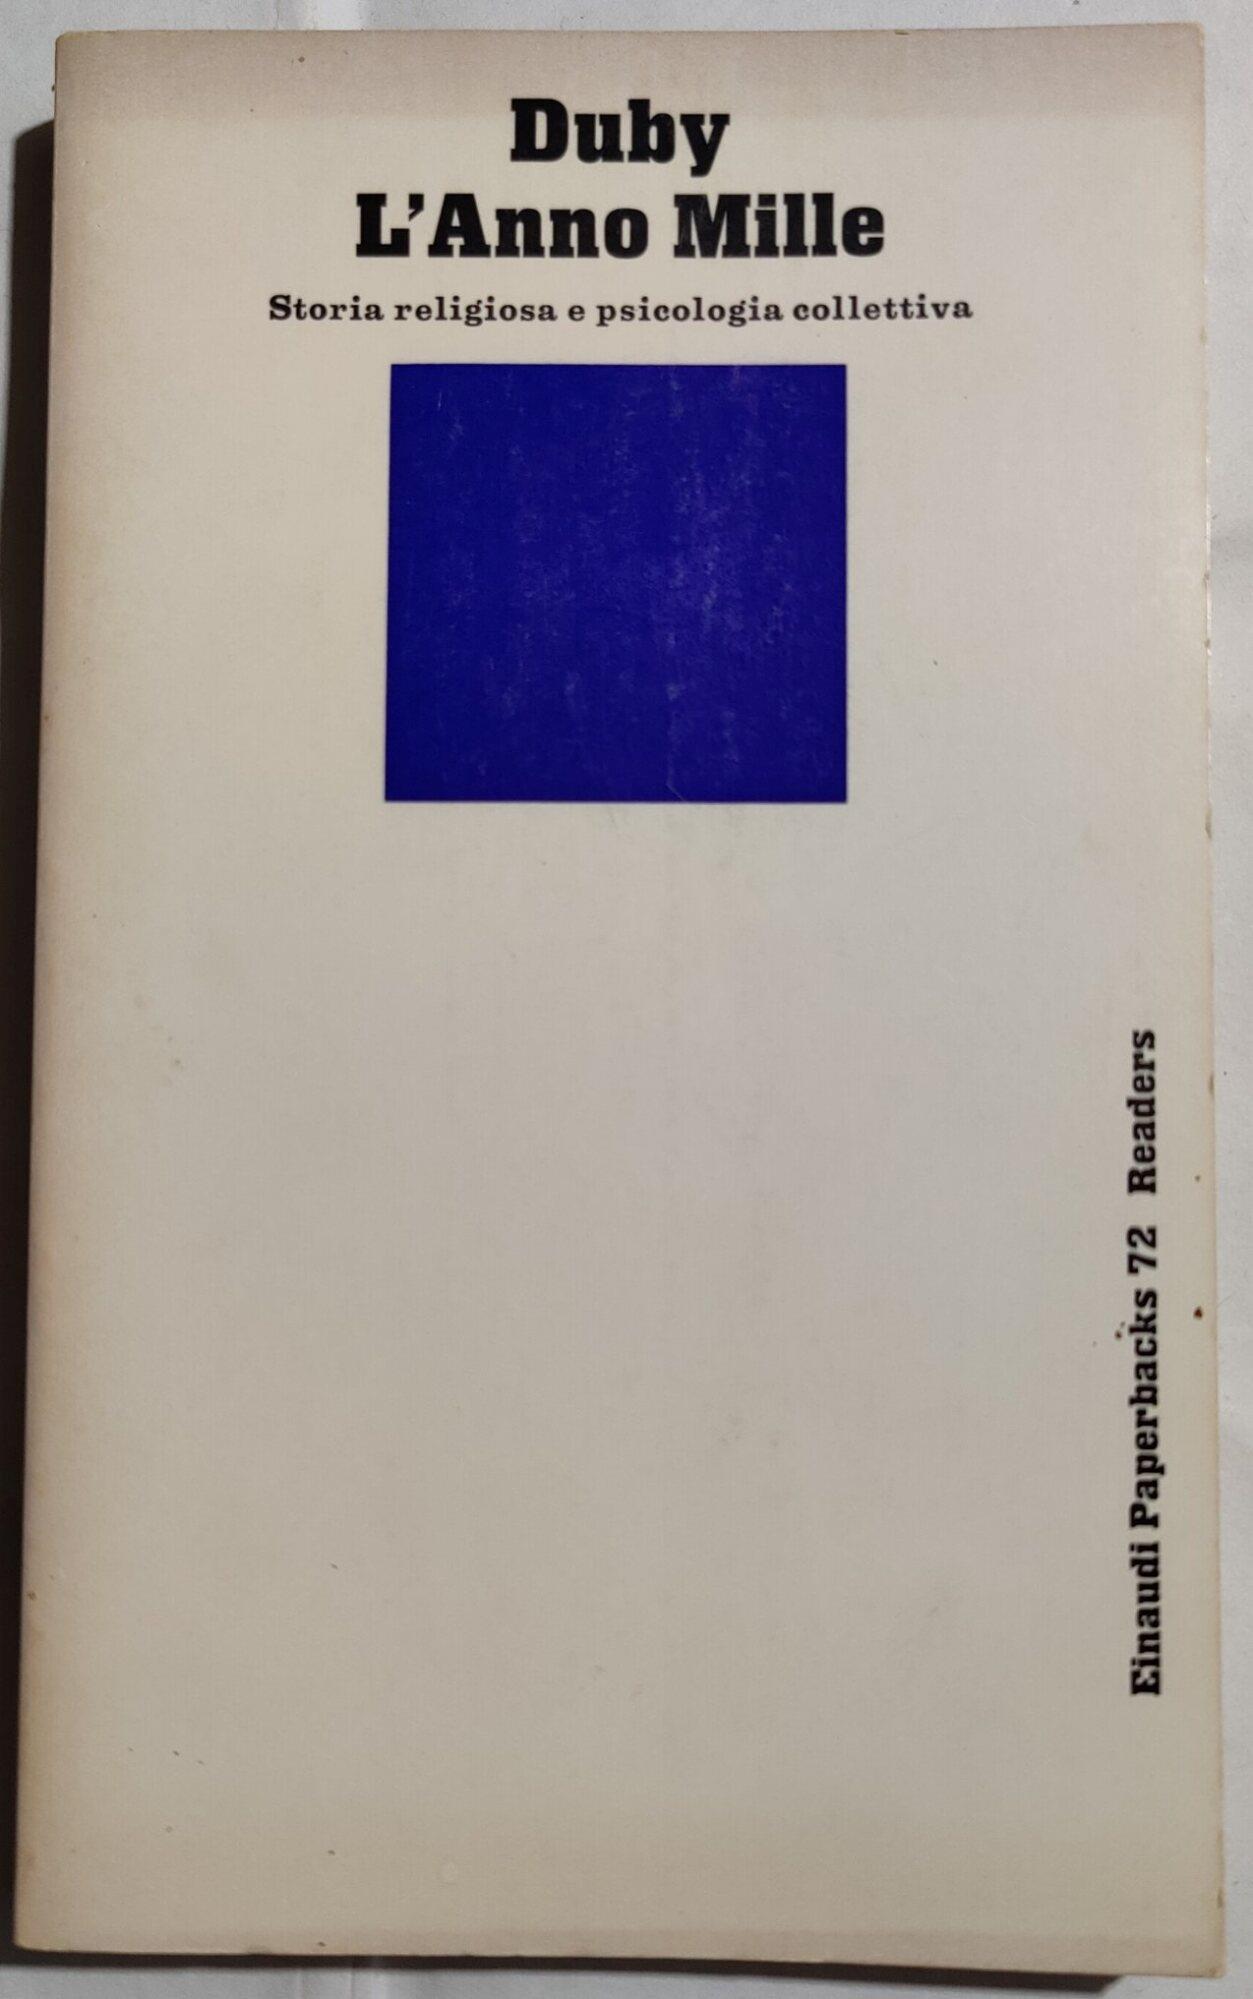 Duby
L'Anno Mille
Storia religiosa e psicologia collettiva
Einaudi Paperbacks 72 Readers